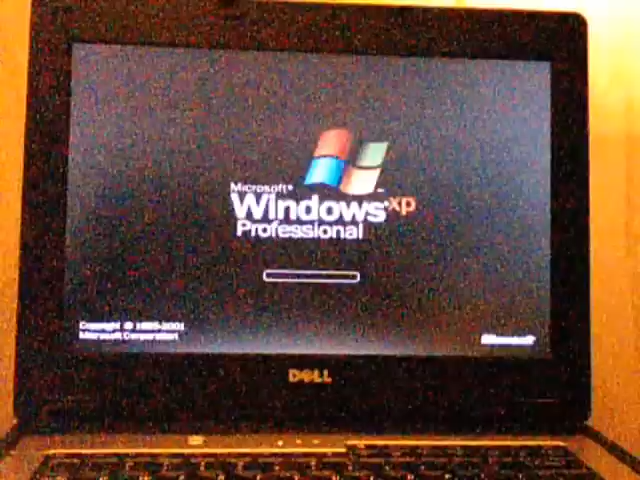 Microsoft®
Windows xp
Professional
Copyright © 1985-2001
Microsoft Corporation
Microsoft
DELL